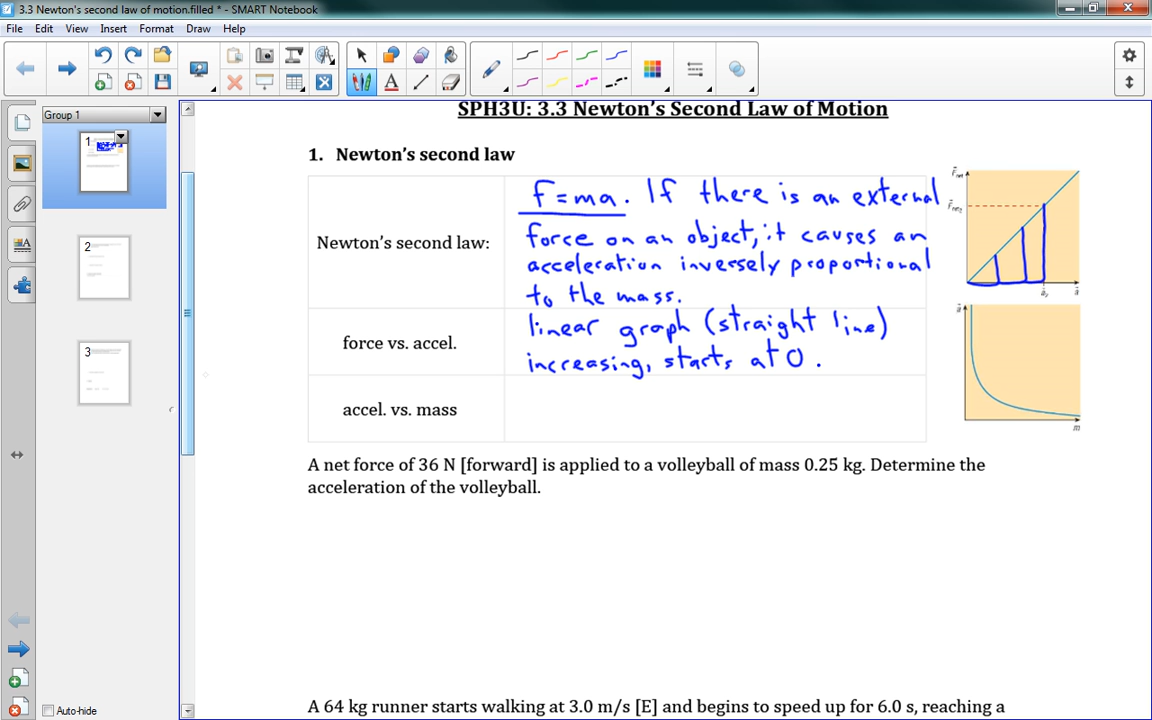 3.3 Newton's second law of motion.filled * - SMART Notebook
File Edit View Insert Format Draw Help
Group 1
1
2
3
Auto-hide
SPH3U: 3.3 Newton's Second Law of Motion
1. Newton's second law
Newton's second law:
F = ma. If there is an external
force on an object, it causes an
acceleration inversely proportional
to the mass.
force vs. accel.
linear graph (straight line)
increasing, starts at 0.
accel. vs. mass
F net
a
a
m
A net force of 36 N [forward] is applied to a volleyball of mass 0.25 kg. Determine the
acceleration of the volleyball.
A 64 kg runner starts walking at 3.0 m/s [E] and begins to speed up for 6.0 s, reaching a